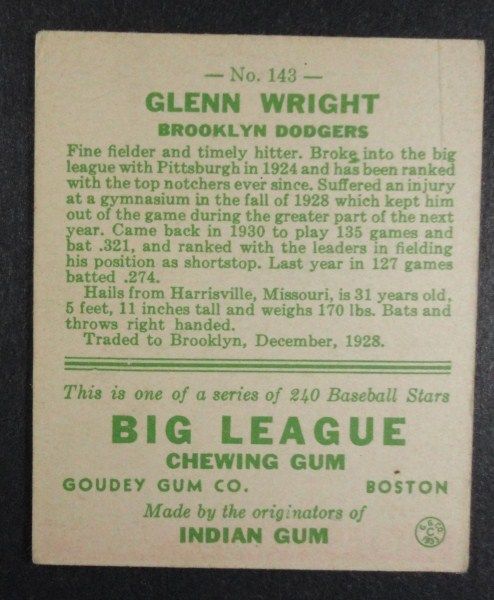 — No. 143 —
GLENN WRIGHT
BROOKLYN DODGERS
Fine fielder and timely hitter. Broke into the big
league with Pittsburgh in 1924 and has been ranked
with the top notchers ever since. Suffered an injury
at a gymnasium in the fall of 1928 which kept him
out of the game during the greater part of the next
year. Came back in 1930 to play 135 games and
bat .321, and ranked with the leaders in fielding
his position as shortstop. Last year in 127 games
batted .274.
Hails from Harrisville, Missouri, is 31 years old,
5 feet, 11 inches tall and weighs 170 lbs. Bats and
throws right handed.
Traded to Brooklyn, December, 1928.
This is one of a series of 240 Baseball Stars
BIG LEAGUE
CHEWING GUM
GOUDEY GUM CO. BOSTON
Made by the originators of
INDIAN GUM
G. G. CO.
C
1933